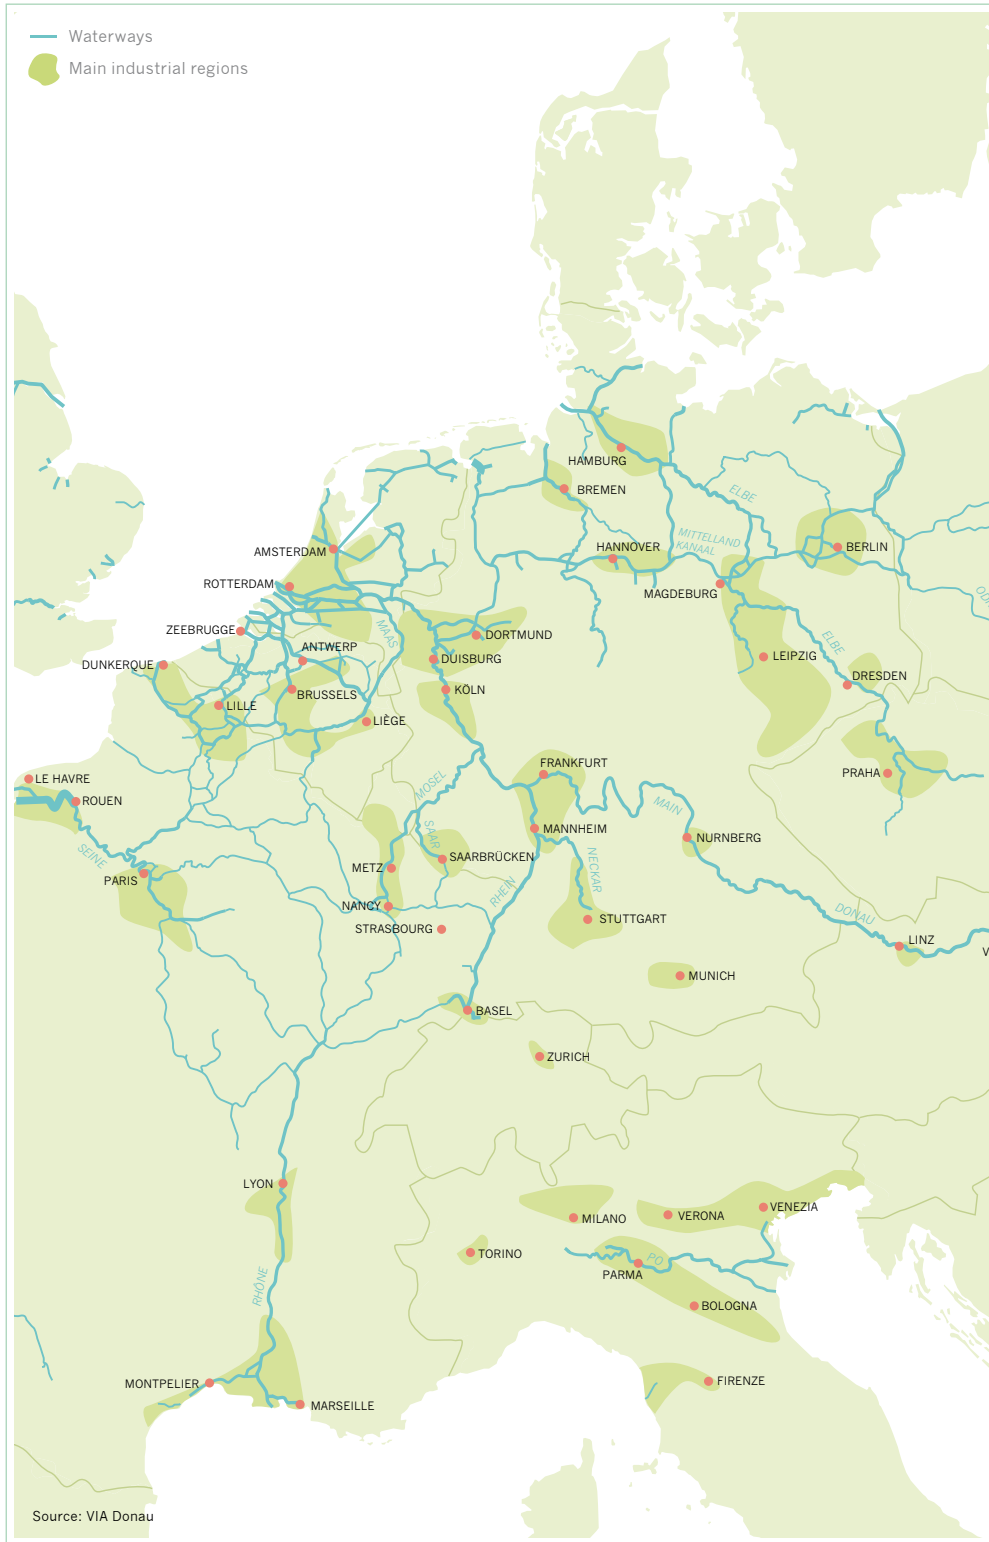 Waterways
Main industrial regions
HAMBURG
BREMEN
ELBE
MITTELLAND
KANAAL
HANNOVER
BERLIN
AMSTERDAM
MAGDEBURG
ROTTERDAM
ZEEBRUGGE
MAAS
DORTMUND
ELBE
ANTWERP
DUNKERQUE
DUISBURG
LEIPZIG
DRESDEN
KÖLN
BRUSSELS
LILLE
LIÈGE
FRANKFURT
PRAHA
LE HAVRE
MOSEL
ROUEN
MAIN
SAAR
MANNHEIM
NURNBERG
SEINE
SAARBRÜCKEN
METZ
NECKAR
PARIS
RHEIN
NANCY
DONAU
STUTTGART
STRASBOURG
LINZ
V
MUNICH
BASEL
ZURICH
LYON
VENEZIA
MILANO
VERONA
TORINO
PO
PARMA
RHÔNE
BOLOGNA
MONTPELIER
FIRENZE
MARSEILLE
Source: VIA Donau